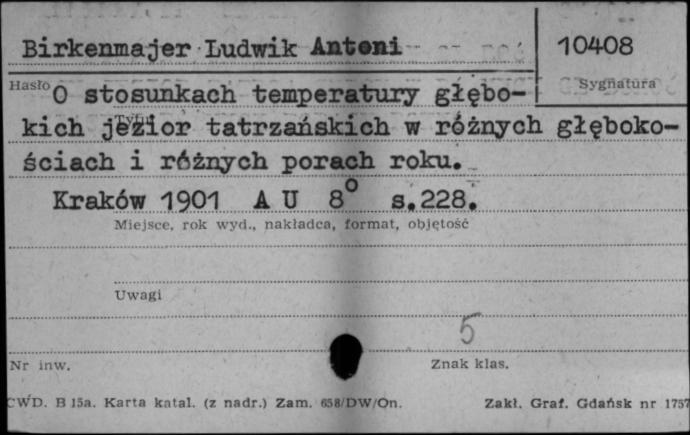 Birkenmajer Ludwik Antoni 10408
Hasło Sygnatura
O stosunkach temperatury głębo-
Tytuł
kich jezior tatrzańskich w różnych głęboko-
ściach i różnych porach roku.
Kraków 1901 A U 8° s.228.
Miejsce, rok wyd., nakładca, format, objętość
Uwagi
5
Nr inw. Znak klas.
CWD. B 15a. Karta katal. (z nadr.) Zam. 658/DW/On. Zakł. Graf. Gdańsk nr 1757